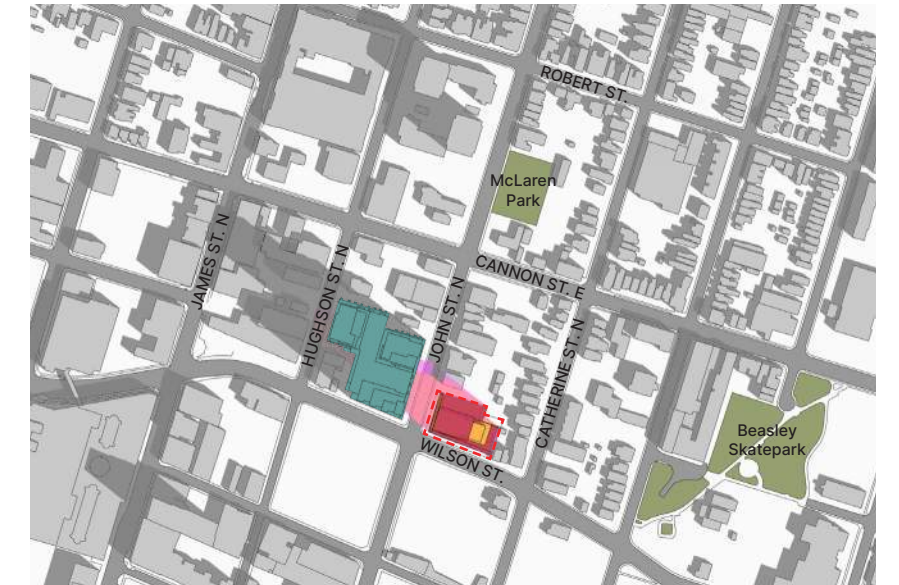 ROBERT ST.
McLaren
Park
JAMES ST. N
HUGHSON ST. N
JOHN ST. N
CANNON ST. E
CATHERINE ST. N
WILSON ST.
Beasley
Skatepark